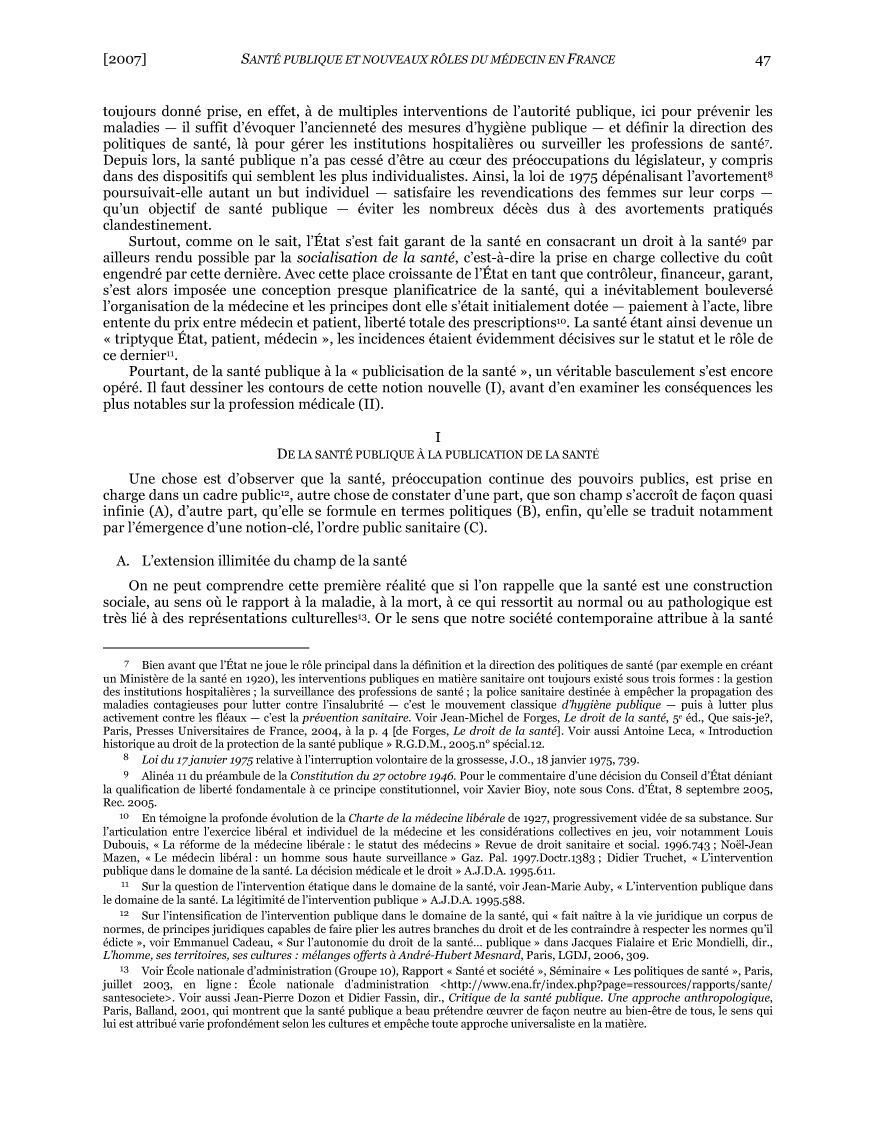 [2007] SANTÉ PUBLIQUE ET NOUVEAUX RÔLES DU MÉDECIN EN FRANCE 47
toujours donné prise, en effet, à de multiples interventions de l’autorité publique, ici pour prévenir les
maladies — il suffit d’évoquer l’ancienneté des mesures d’hygiène publique — et définir la direction des
politiques de santé, là pour gérer les institutions hospitalières ou surveiller les professions de santé⁷.
Depuis lors, la santé publique n’a pas cessé d’être au cœur des préoccupations du législateur, y compris
dans des dispositifs qui semblent les plus individualistes. Ainsi, la loi de 1975 dépénalisant l’avortement⁸
poursuivait-elle autant un but individuel — satisfaire les revendications des femmes sur leur corps —
qu’un objectif de santé publique — éviter les nombreux décès dus à des avortements pratiqués
clandestinement.
Surtout, comme on le sait, l’État s’est fait garant de la santé en consacrant un droit à la santé⁹ par
ailleurs rendu possible par la socialisation de la santé, c’est-à-dire la prise en charge collective du coût
engendré par cette dernière. Avec cette place croissante de l’État en tant que contrôleur, financeur, garant,
s’est alors imposée une conception presque planificatrice de la santé, qui a inévitablement bouleversé
l’organisation de la médecine et les principes dont elle s’était initialement dotée — paiement à l’acte, libre
entente du prix entre médecin et patient, liberté totale des prescriptions¹⁰. La santé étant ainsi devenue un
« triptyque État, patient, médecin », les incidences étaient évidemment décisives sur le statut et le rôle de
ce dernier¹¹.
Pourtant, de la santé publique à la « publicisation de la santé », un véritable basculement s’est encore
opéré. Il faut dessiner les contours de cette notion nouvelle (I), avant d’en examiner les conséquences les
plus notables sur la profession médicale (II).
I
DE LA SANTÉ PUBLIQUE À LA PUBLICATION DE LA SANTÉ
Une chose est d’observer que la santé, préoccupation continue des pouvoirs publics, est prise en
charge dans un cadre public¹², autre chose de constater d’une part, que son champ s’accroît de façon quasi
infinie (A), d’autre part, qu’elle se formule en termes politiques (B), enfin, qu’elle se traduit notamment
par l’émergence d’une notion-clé, l’ordre public sanitaire (C).
A. L’extension illimitée du champ de la santé
On ne peut comprendre cette première réalité que si l’on rappelle que la santé est une construction
sociale, au sens où le rapport à la maladie, à la mort, à ce qui ressortit au normal ou au pathologique est
très lié à des représentations culturelles¹³. Or le sens que notre société contemporaine attribue à la santé
7 Bien avant que l’État ne joue le rôle principal dans la définition et la direction des politiques de santé (par exemple en créant
un Ministère de la santé en 1920), les interventions publiques en matière sanitaire ont toujours existé sous trois formes : la gestion
des institutions hospitalières ; la surveillance des professions de santé ; la police sanitaire destinée à empêcher la propagation des
maladies contagieuses pour lutter contre l’insalubrité — c’est le mouvement classique d’hygiène publique — puis à lutter plus
activement contre les fléaux — c’est la prévention sanitaire. Voir Jean-Michel de Forges, Le droit de la santé, 5ᵉ éd., Que sais-je?,
Paris, Presses Universitaires de France, 2004, à la p. 4 [de Forges, Le droit de la santé]. Voir aussi Antoine Leca, « Introduction
historique au droit de la protection de la santé publique » R.G.D.M., 2005.n° spécial.12.
8 Loi du 17 janvier 1975 relative à l’interruption volontaire de la grossesse, J.O., 18 janvier 1975, 739.
9 Alinéa 11 du préambule de la Constitution du 27 octobre 1946. Pour le commentaire d’une décision du Conseil d’État déniant
la qualification de liberté fondamentale à ce principe constitutionnel, voir Xavier Bioy, note sous Cons. d’État, 8 septembre 2005,
Rec. 2005.
10 En témoigne la profonde évolution de la Charte de la médecine libérale de 1927, progressivement vidée de sa substance. Sur
l’articulation entre l’exercice libéral et individuel de la médecine et les considérations collectives en jeu, voir notamment Louis
Dubouis, « La réforme de la médecine libérale : le statut des médecins » Revue de droit sanitaire et social. 1996.743 ; Noël-Jean
Mazen, « Le médecin libéral : un homme sous haute surveillance » Gaz. Pal. 1997.Doctr.1383 ; Didier Truchet, « L’intervention
publique dans le domaine de la santé. La décision médicale et le droit » A.J.D.A. 1995.611.
11 Sur la question de l’intervention étatique dans le domaine de la santé, voir Jean-Marie Auby, « L’intervention publique dans
le domaine de la santé. La légitimité de l’intervention publique » A.J.D.A. 1995.588.
12 Sur l’intensification de l’intervention publique dans le domaine de la santé, qui « fait naître à la vie juridique un corpus de
normes, de principes juridiques capables de faire plier les autres branches du droit et de les contraindre à respecter les normes qu’il
édicte », voir Emmanuel Cadeau, « Sur l’autonomie du droit de la santé... publique » dans Jacques Fialaire et Eric Mondielli, dir.,
L’homme, ses territoires, ses cultures : mélanges offerts à André-Hubert Mesnard, Paris, LGDJ, 2006, 309.
13 Voir École nationale d’administration (Groupe 10), Rapport « Santé et société », Séminaire « Les politiques de santé », Paris,
juillet 2003, en ligne : École nationale d’administration <http://www.ena.fr/index.php?page=ressources/rapports/sante/
santesociete>. Voir aussi Jean-Pierre Dozon et Didier Fassin, dir., Critique de la santé publique. Une approche anthropologique,
Paris, Balland, 2001, qui montrent que la santé publique a beau prétendre œuvrer de façon neutre au bien-être de tous, le sens qui
lui est attribué varie profondément selon les cultures et empêche toute approche universaliste en la matière.